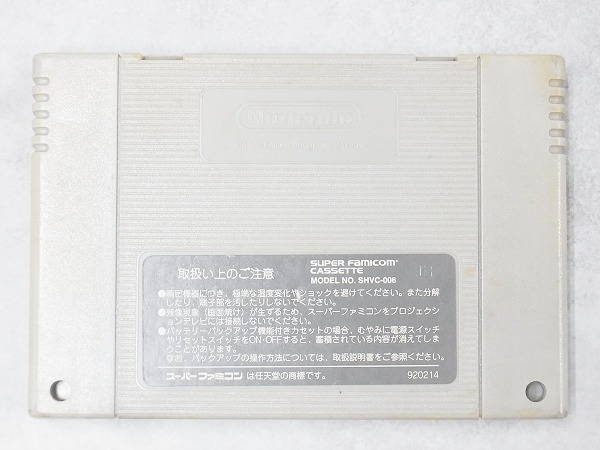 Nintendo
取扱い上のご注意
SUPER FAMICOM
CASSETTE
MODEL NO. SHVC-006
●精密機器につき、極端な温度変化やショックを避けてください。また分解
したり、端子部を汚したりしないでください。
●残像現象（画面焼け）が生ずるため、スーパーファミコンをプロジェクシ
ョンテレビには接続しないでください。
●バッテリーバックアップ機能付きカセットの場合、むやみに電源スイッチ
やリセットスイッチをON・OFFすると、蓄積されている内容が消えてしま
うことがあります。
なお、バックアップの操作方法については、取扱説明書をご参照ください。
スーパーファミコン は任天堂の商標です。
920214